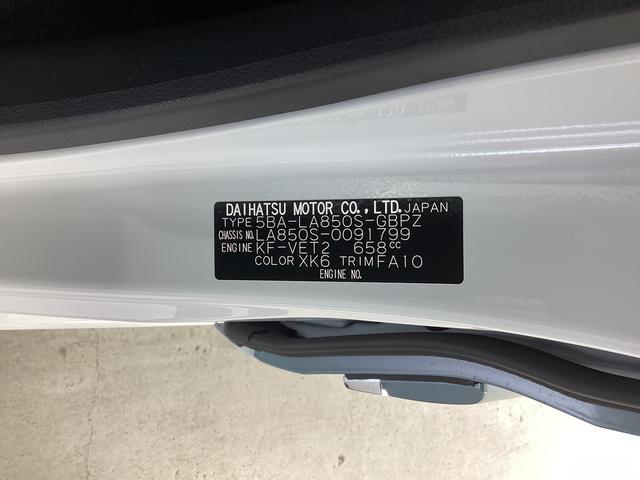 DAIHATSU MOTOR CO., LTD. JAPAN
TYPE 5BA-LA850S-GBPZ
CHASSIS NO. LA850S-0091799
ENGINE KF-VET2 658CC
COLOR XK6 TRIM FA10
ENGINE NO.